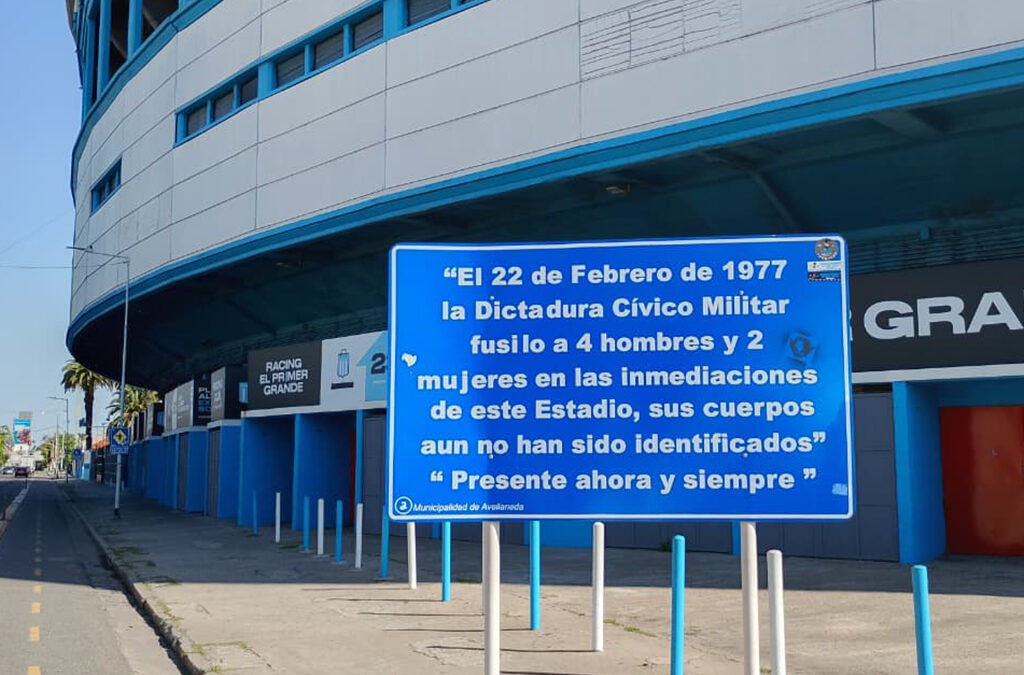 “El 22 de Febrero de 1977
la Dictadura Cívico Militar
fusilo a 4 hombres y 2
mujeres en las inmediaciones
de este Estadio, sus cuerpos
aun no han sido identificados”
“ Presente ahora y siempre ”
Municipalidad de Avellaneda
RACING
EL PRIMER
GRANDE
2
GRA